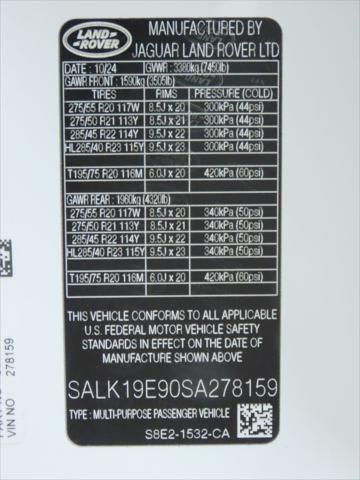 LAND-
ROVER
MANUFACTURED BY
JAGUAR LAND ROVER LTD
DATE : 10/24 GVWR : 3380kg (7450lb)
GAWR FRONT : 1590kg (3505lb)
TIRES RIMS PRESSURE (COLD)
275/55 R20 117W 8.5J x 20 300kPa (44psi)
275/50 R21 113Y 8.5J x 21 300kPa (44psi)
285/45 R22 114Y 9.5J x 22 300kPa (44psi)
HL285/40 R23 115Y 9.5J x 23 300kPa (44psi)
T195/75 R20 116M 6.0J x 20 420kPa (60psi)
GAWR REAR : 1960kg (4320lb)
275/55 R20 117W 8.5J x 20 340kPa (50psi)
275/50 R21 113Y 8.5J x 21 340kPa (50psi)
285/45 R22 114Y 9.5J x 22 340kPa (50psi)
HL285/40 R23 115Y 9.5J x 23 340kPa (50psi)
T195/75 R20 116M 6.0J x 20 420kPa (60psi)
THIS VEHICLE CONFORMS TO ALL APPLICABLE
U.S. FEDERAL MOTOR VEHICLE SAFETY
STANDARDS IN EFFECT ON THE DATE OF
MANUFACTURE SHOWN ABOVE
SALK19E90SA278159
TYPE : MULTI-PURPOSE PASSENGER VEHICLE
S8E2-1532-CA
VIN NO 278159